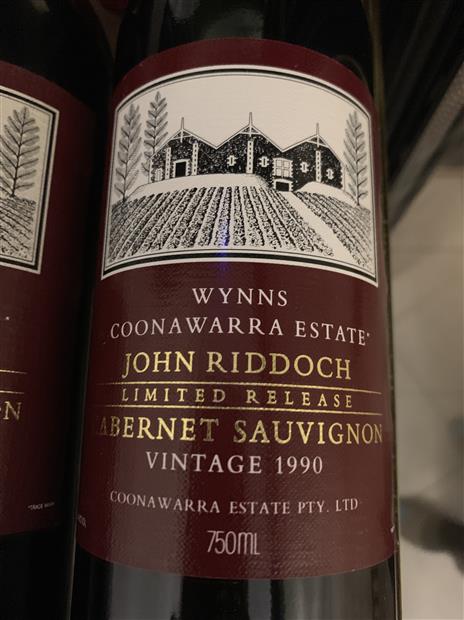 WYNNS
COONAWARRA ESTATE
JOHN RIDDOCH
LIMITED RELEASE
ABERNET SAUVIGNON
VINTAGE 1990
COONAWARRA ESTATE PTY. LTD
750ML